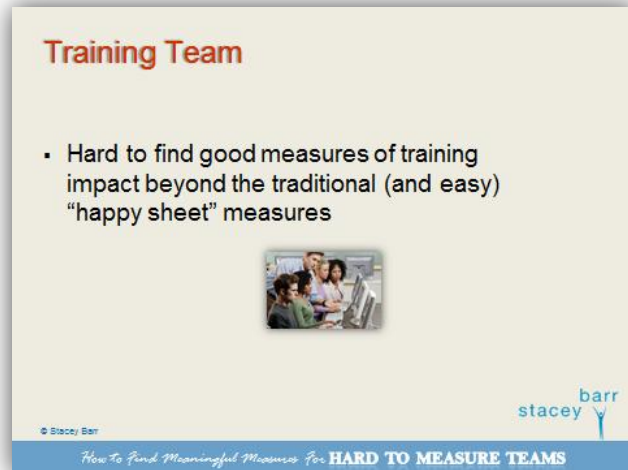 Training Team
▪ Hard to find good measures of training
impact beyond the traditional (and easy)
“happy sheet” measures
barr
stacey
© Stacey Barr
How to Find Meaningful Measures For HARD TO MEASURE TEAMS